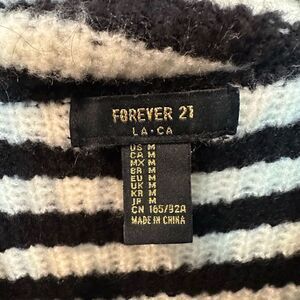 FOREVER 21
LA·CA
US M
CA M
MX M
BR M
EU M
UK M
KR M
JP M
CN 165/92A
MADE IN CHINA